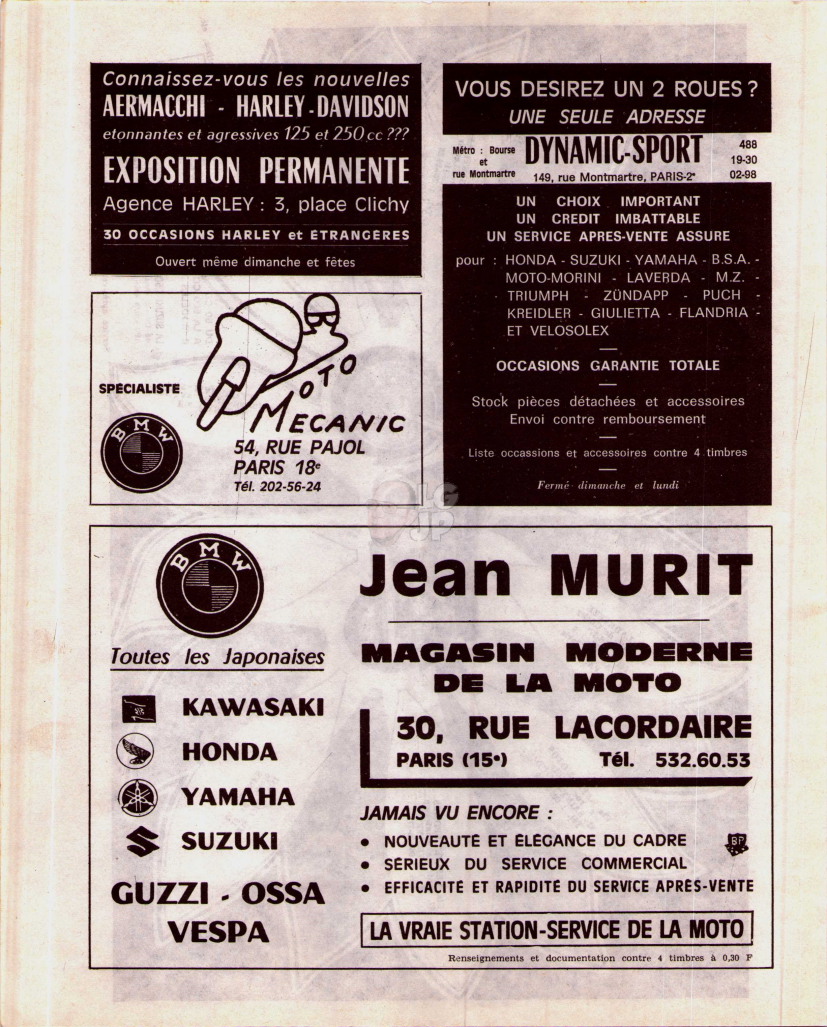 Connaissez-vous les nouvelles
AERMACCHI - HARLEY-DAVIDSON
etonnantes et agressives 125 et 250 cc ???
EXPOSITION PERMANENTE
Agence HARLEY : 3, place Clichy
30 OCCASIONS HARLEY et ÉTRANGÈRES
Ouvert même dimanche et fêtes
VOUS DESIREZ UN 2 ROUES ?
UNE SEULE ADRESSE
Métro : Bourse
et
rue Montmartre
DYNAMIC-SPORT
149, rue Montmartre, PARIS-2e
488
19-30
02-98
UN CHOIX IMPORTANT
UN CREDIT IMBATTABLE
UN SERVICE APRES-VENTE ASSURE
pour : HONDA - SUZUKI - YAMAHA - B.S.A. -
MOTO-MORINI - LAVERDA - M.Z. -
- TRIUMPH - ZÜNDAPP - PUCH -
KREIDLER - GIULIETTA - FLANDRIA -
ET VELOSOLEX
OCCASIONS GARANTIE TOTALE
Stock pièces détachées et accessoires
Envoi contre remboursement
Liste occassions et accessoires contre 4 timbres
Fermé dimanche et lundi
SPÉCIALISTE
BMW
MOTO
MECANIC
54, RUE PAJOL
PARIS 18e
Tél. 202-56-24
LG
JP
BMW
Toutes les Japonaises
KAWASAKI
HONDA
YAMAHA
SUZUKI
GUZZI - OSSA
VESPA
Jean MURIT
MAGASIN MODERNE
DE LA MOTO
30, RUE LACORDAIRE
PARIS (15e) Tél. 532.60.53
JAMAIS VU ENCORE :
• NOUVEAUTÉ ET ÉLÉGANCE DU CADRE
BP
• SÉRIEUX DU SERVICE COMMERCIAL
• EFFICACITÉ ET RAPIDITÉ DU SERVICE APRÈS-VENTE
LA VRAIE STATION-SERVICE DE LA MOTO
Renseignements et documentation contre 4 timbres à 0,30 F